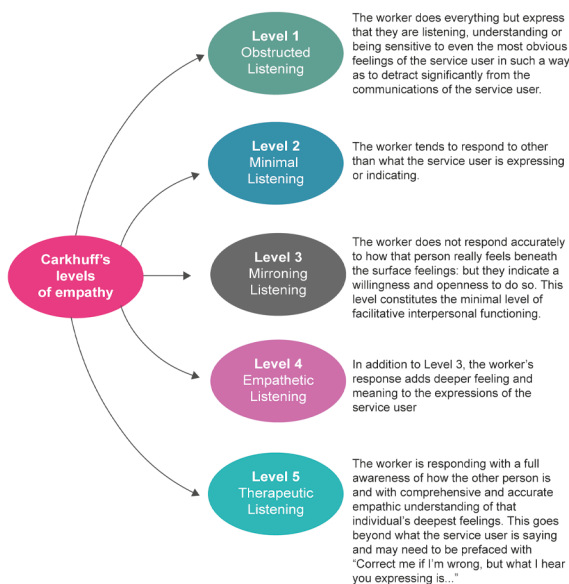 Carkhuff's
levels
of empathy
Level 1
Obstructed
Listening
The worker does everything but express
that they are listening, understanding or
being sensitive to even the most obvious
feelings of the service user in such a way
as to detract significantly from the
communications of the service user.
Level 2
Minimal
Listening
The worker tends to respond to other
than what the service user is expressing
or indicating.
Level 3
Mirroning
Listening
The worker does not respond accurately
to how that person really feels beneath
the surface feelings: but they indicate a
willingness and openness to do so. This
level constitutes the minimal level of
facilitative interpersonal functioning.
Level 4
Empathetic
Listening
In addition to Level 3, the worker's
response adds deeper feeling and
meaning to the expressions of the
service user
Level 5
Therapeutic
Listening
The worker is responding with a full
awareness of how the other person is
and with comprehensive and accurate
empathic understanding of that
individual's deepest feelings. This goes
beyond what the service user is saying
and may need to be prefaced with
"Correct me if I'm wrong, but what I hear
you expressing is..."